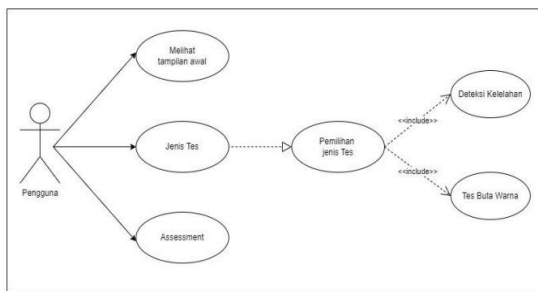 Melihat
tampilan awal
Deteksi Kelelahan
<<include>>
Jenis Tes
Pemilihan
jenis Tes
<<include>>
Pengguna
Tes Buta Warna
Assessment